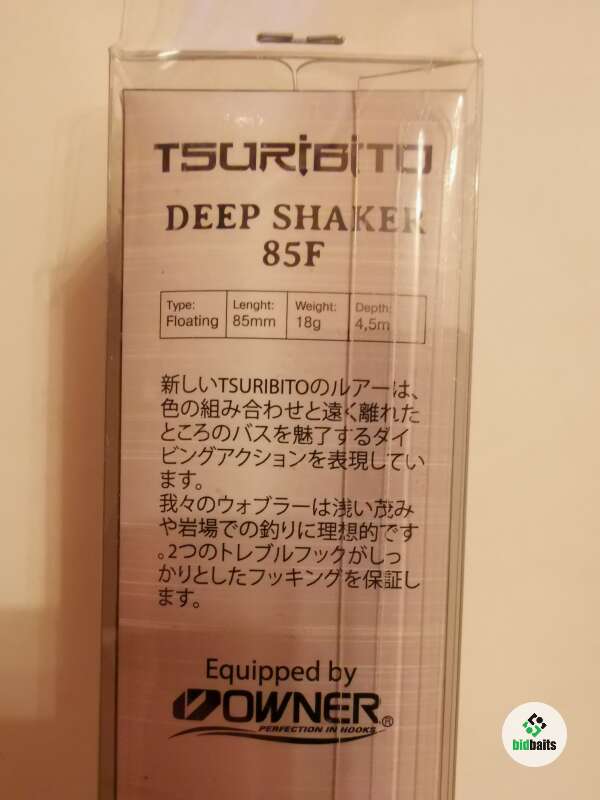 TSURIBITO
DEEP SHAKER
85F
Type: Lenght: Weight: Depth:
Floating 85mm 18g 4,5m
新しいTSURIBITOのルアーは、
色の組み合わせと遠く離れた
ところのバスを魅了するダイ
ビングアクションを表現してい
ます。
我々のウォブラーは浅い茂み
や岩場での釣りに理想的です
。2つのトレブルフックがしっ
かりとしたフッキングを保証し
ます。
Equipped by
OWNER®
PERFECTION IN HOOKS
bidbaits